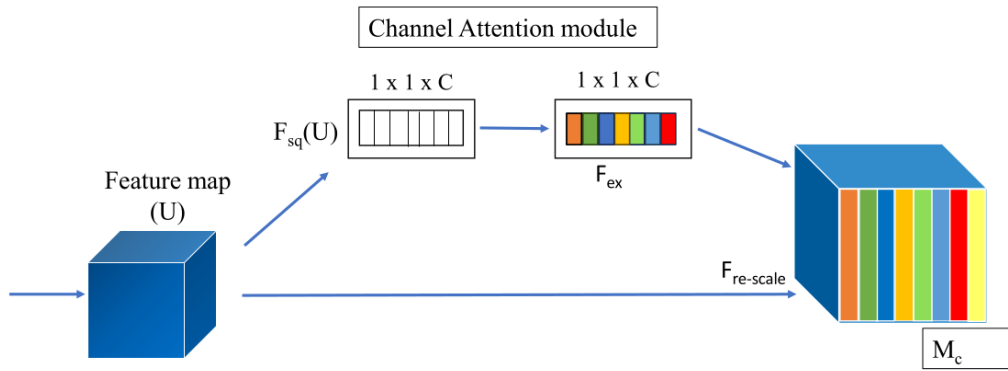 Channel Attention module
1 x 1 x C
1 x 1 x C
F_sq(U)
F_ex
Feature map
(U)
F_re-scale
M_c